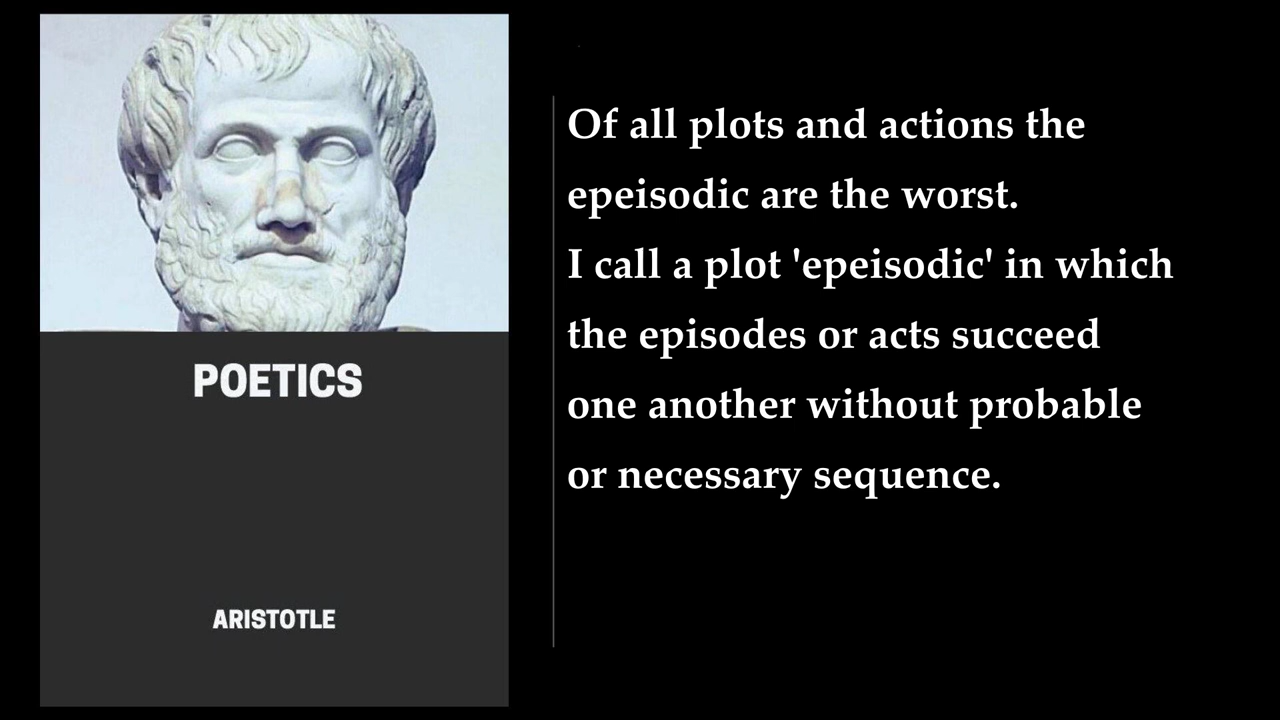 POETICS
ARISTOTLE
Of all plots and actions the
epeisodic are the worst.
I call a plot 'epeisodic' in which
the episodes or acts succeed
one another without probable
or necessary sequence.